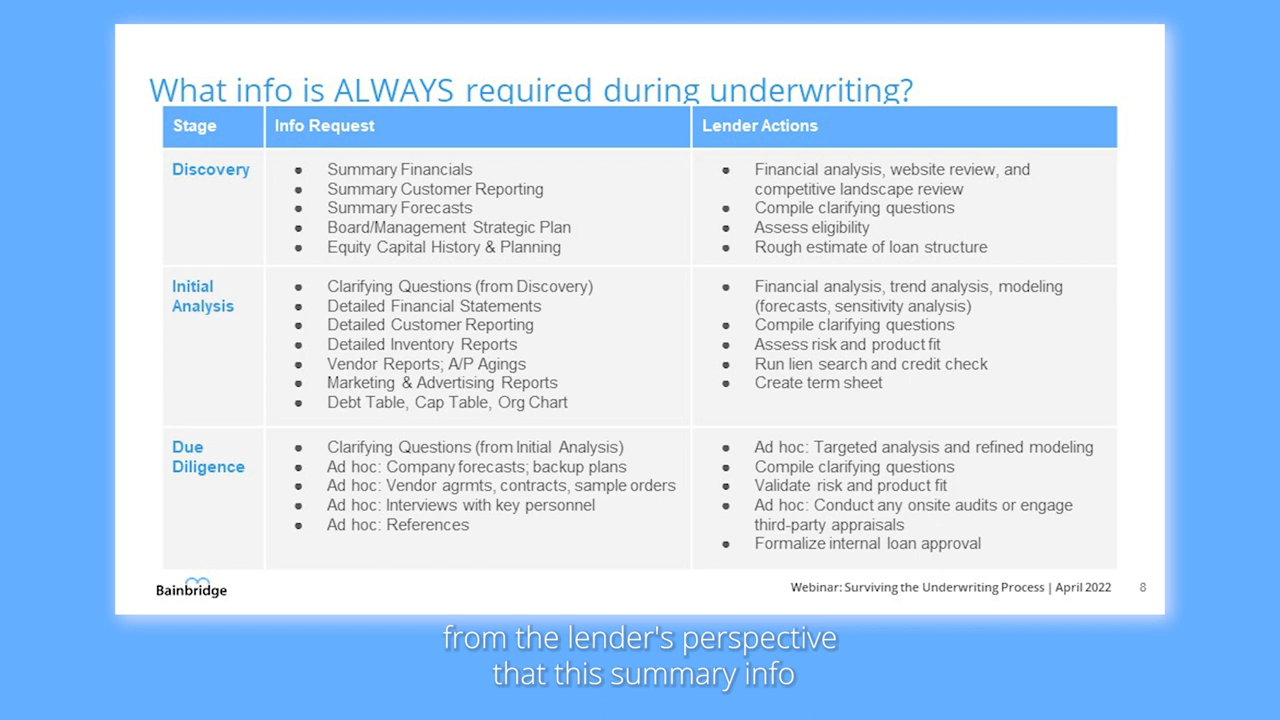 What info is ALWAYS required during underwriting?
Stage Info Request Lender Actions
Discovery
● Summary Financials
● Summary Customer Reporting
● Summary Forecasts
● Board/Management Strategic Plan
● Equity Capital History & Planning
● Financial analysis, website review, and
competitive landscape review
● Compile clarifying questions
● Assess eligibility
● Rough estimate of loan structure
Initial
Analysis
● Clarifying Questions (from Discovery)
● Detailed Financial Statements
● Detailed Customer Reporting
● Detailed Inventory Reports
● Vendor Reports; A/P Agings
● Marketing & Advertising Reports
● Debt Table, Cap Table, Org Chart
● Financial analysis, trend analysis, modeling
(forecasts, sensitivity analysis)
● Compile clarifying questions
● Assess risk and product fit
● Run lien search and credit check
● Create term sheet
Due
Diligence
● Clarifying Questions (from Initial Analysis)
● Ad hoc: Company forecasts; backup plans
● Ad hoc: Vendor agrmts, contracts, sample orders
● Ad hoc: Interviews with key personnel
● Ad hoc: References
● Ad hoc: Targeted analysis and refined modeling
● Compile clarifying questions
● Validate risk and product fit
● Ad hoc: Conduct any onsite audits or engage
third-party appraisals
● Formalize internal loan approval
Bainbridge
Webinar: Surviving the Underwriting Process | April 2022 8
from the lender's perspective
that this summary info